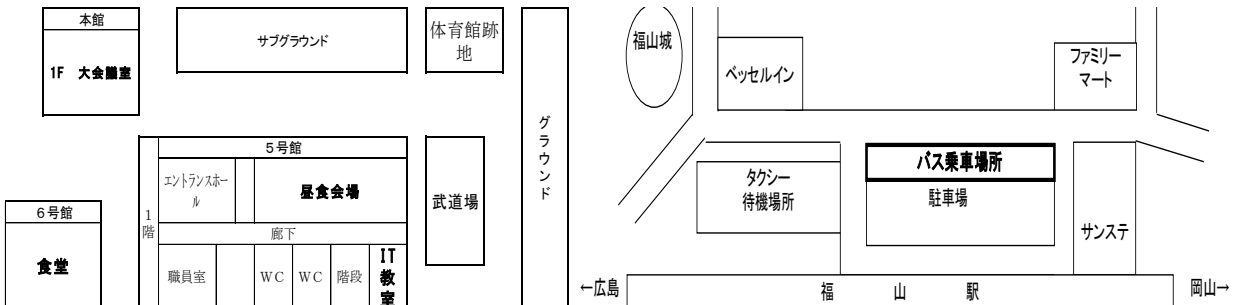 本館
1F 大会議室
サブグラウンド
体育館跡
地
グラウンド
5号館
1階
エントランスホー
ル
昼食会場
廊下
職員室
WC
WC
階段
IT
教
室
武道場
6号館
食堂
福山城
ベッセルイン
ファミリー
マート
タクシー
待機場所
バス乗車場所
駐車場
サンステ
←広島
福山駅
岡山→